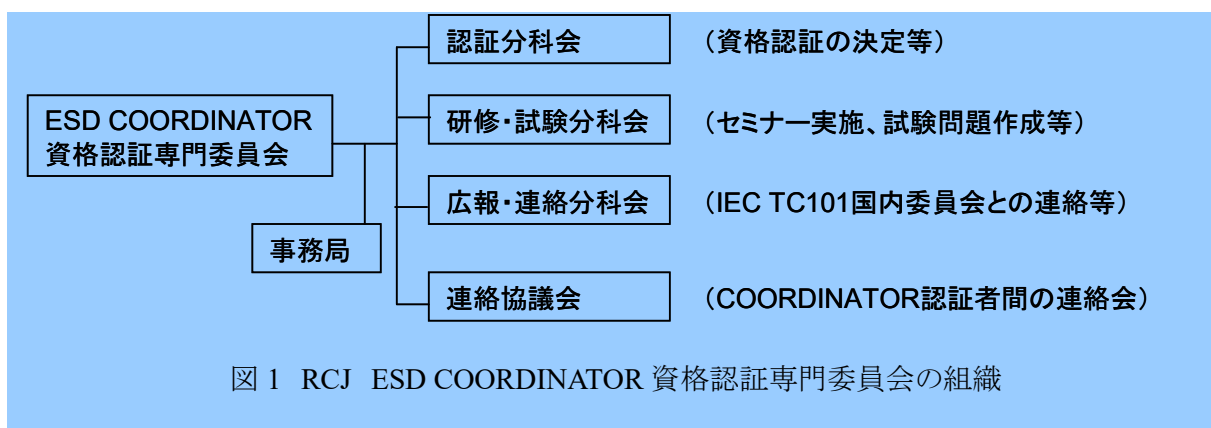 認証分科会 （資格認証の決定等）
ESD COORDINATOR
資格認証専門委員会
研修・試験分科会 （セミナー実施、試験問題作成等）
広報・連絡分科会 （IEC TC101国内委員会との連絡等）
事務局
連絡協議会 （COORDINATOR認証者間の連絡会）
図 1 RCJ ESD COORDINATOR 資格認証専門委員会の組織